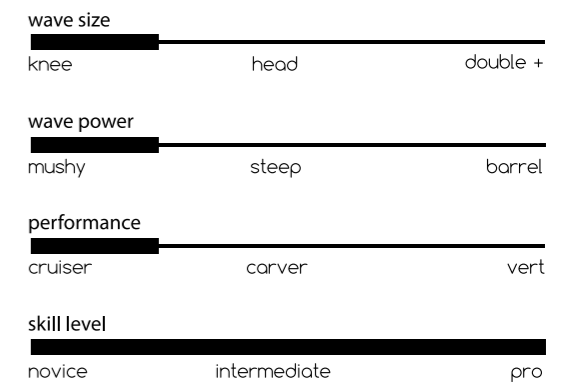 wave size
knee head double +
wave power
mushy steep barrel
performance
cruiser carver vert
skill level
novice intermediate pro